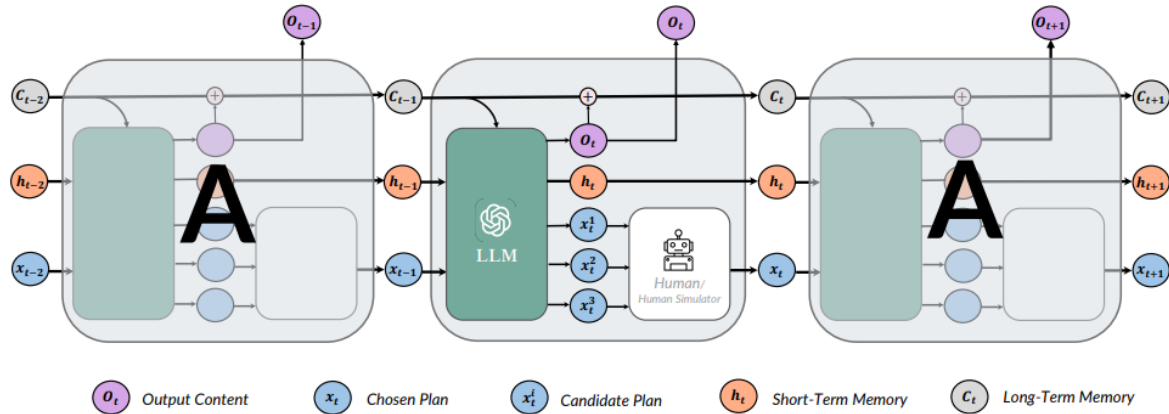 O_{t-1} O_t O_{t+1}
C_{t-2} C_{t-1} C_t C_{t+1}
O_t
h_{t-2} h_{t-1} h_t h_t h_{t+1}
A A
x_t^1
LLM
x_{t-2} x_{t-1} x_t^2 x_t x_{t+1}
Human/
Human Simulator
x_t^3
O_t Output Content x_t Chosen Plan x_t^i Candidate Plan h_t Short-Term Memory C_t Long-Term Memory